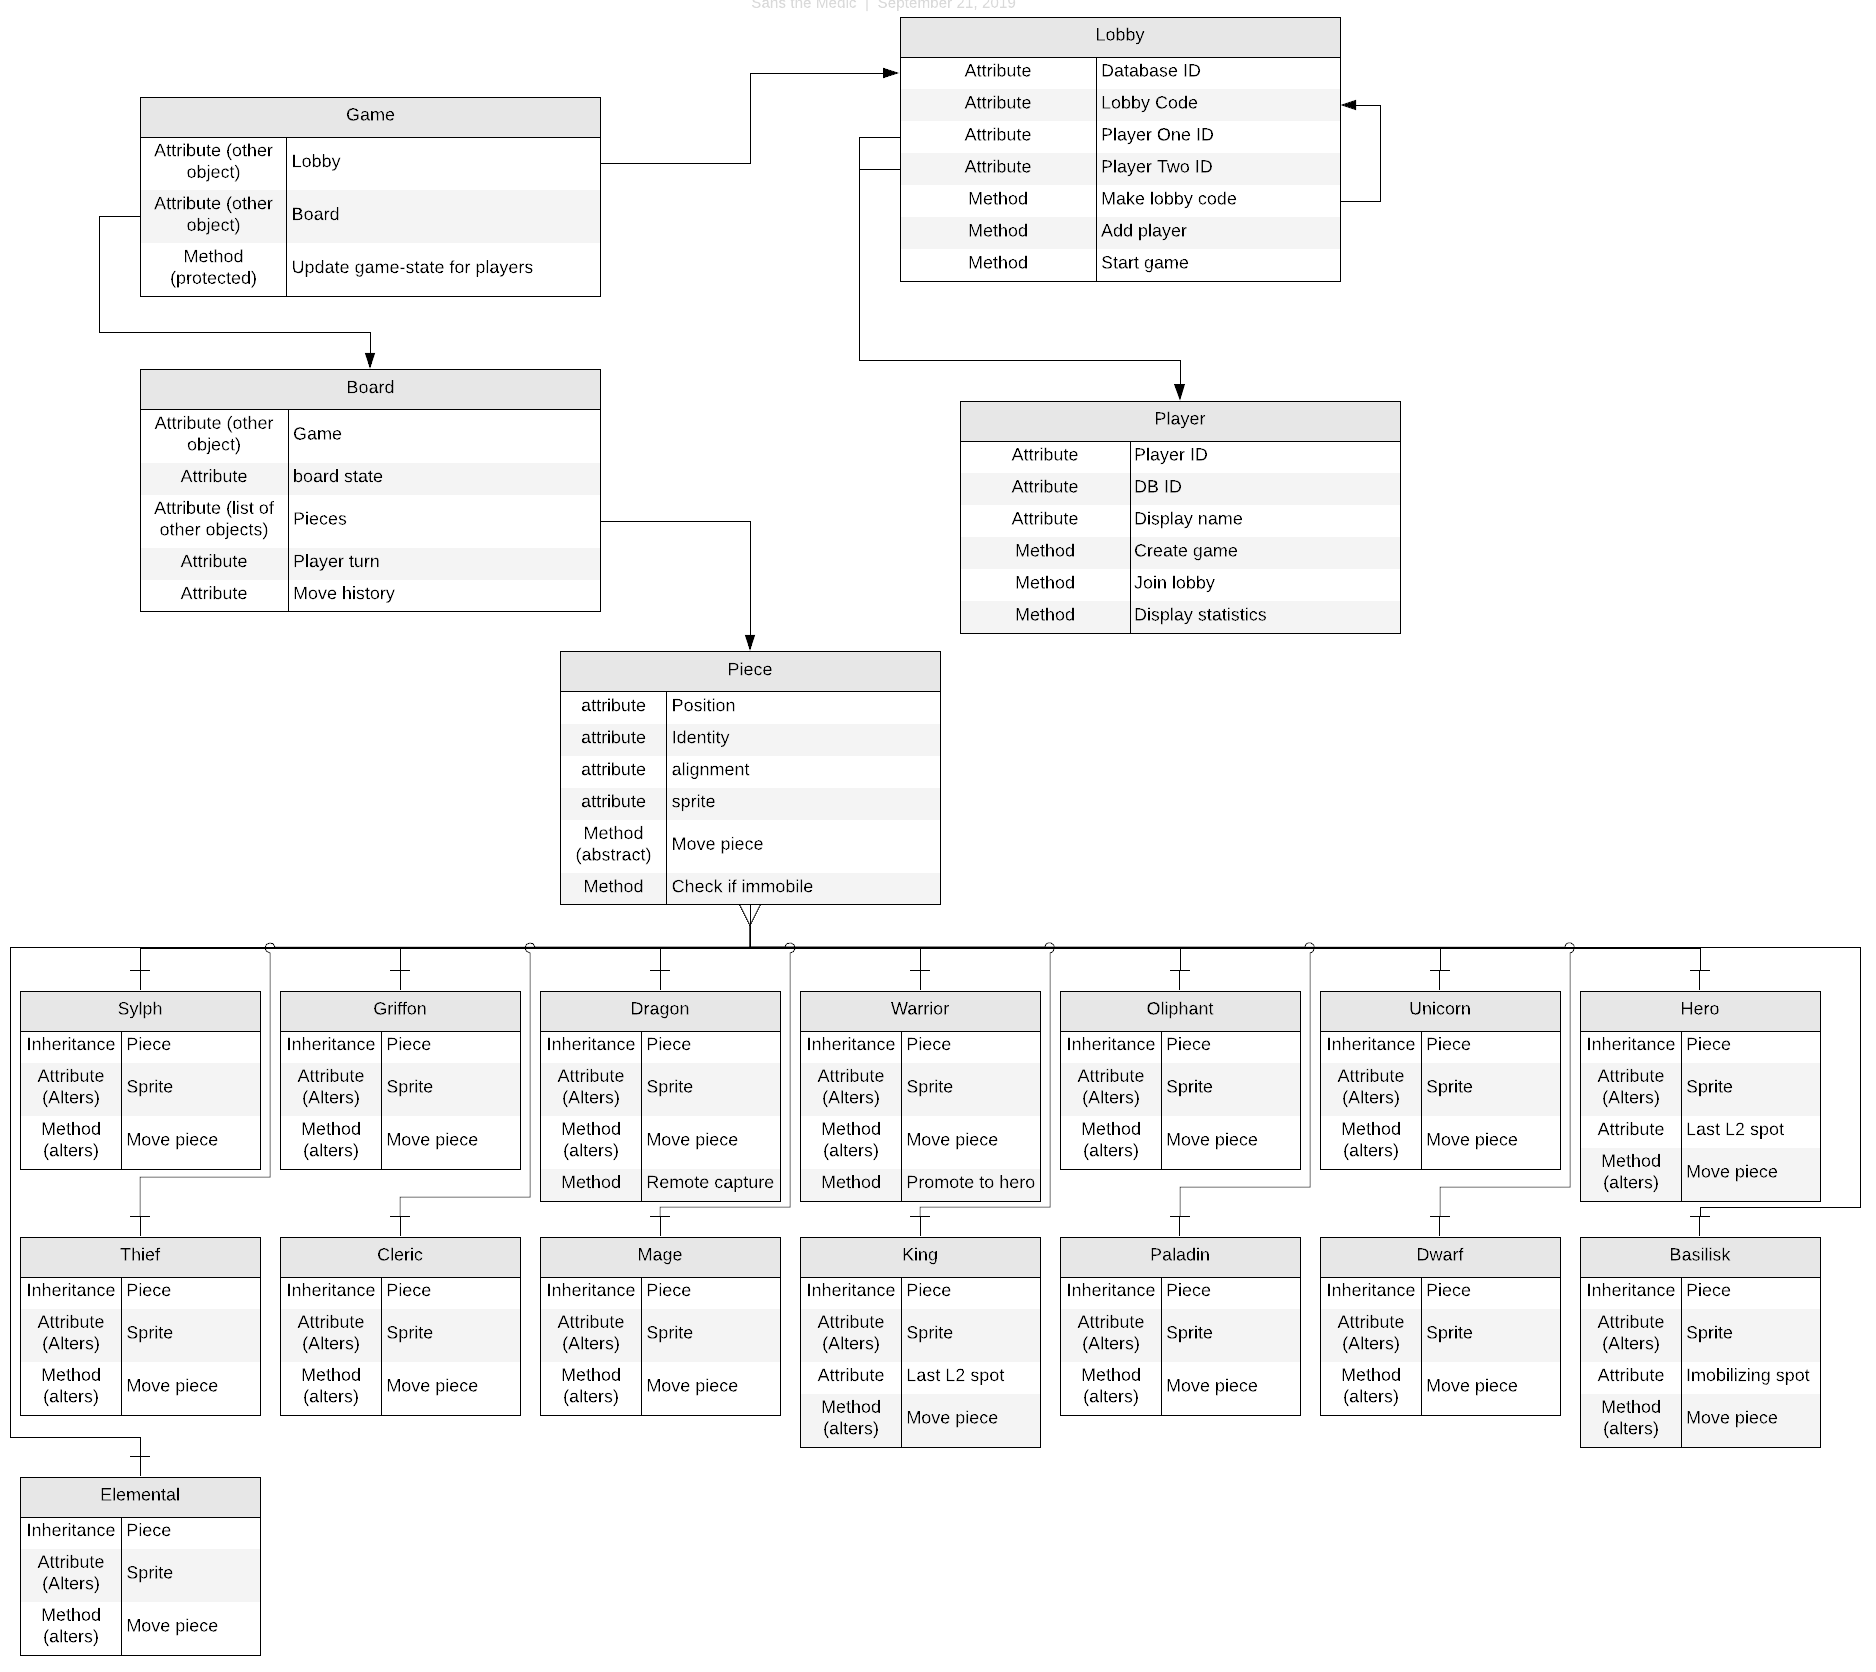 Sans the Medic | September 21, 2019
Lobby
Attribute Database ID
Attribute Lobby Code
Attribute Player One ID
Attribute Player Two ID
Method Make lobby code
Method Add player
Method Start game
Game
Attribute (other
object)
Lobby
Attribute (other
object)
Board
Method
(protected)
Update game-state for players
Board
Attribute (other
object)
Game
Attribute board state
Attribute (list of
other objects)
Pieces
Attribute Player turn
Attribute Move history
Player
Attribute Player ID
Attribute DB ID
Attribute Display name
Method Create game
Method Join lobby
Method Display statistics
Piece
attribute Position
attribute Identity
attribute alignment
attribute sprite
Method
(abstract)
Move piece
Method Check if immobile
Sylph
Inheritance Piece
Attribute
(Alters)
Sprite
Method
(alters)
Move piece
Griffon
Inheritance Piece
Attribute
(Alters)
Sprite
Method
(alters)
Move piece
Dragon
Inheritance Piece
Attribute
(Alters)
Sprite
Method
(alters)
Move piece
Method Remote capture
Warrior
Inheritance Piece
Attribute
(Alters)
Sprite
Method
(alters)
Move piece
Method Promote to hero
Oliphant
Inheritance Piece
Attribute
(Alters)
Sprite
Method
(alters)
Move piece
Unicorn
Inheritance Piece
Attribute
(Alters)
Sprite
Method
(alters)
Move piece
Hero
Inheritance Piece
Attribute
(Alters)
Sprite
Attribute Last L2 spot
Method
(alters)
Move piece
Thief
Inheritance Piece
Attribute
(Alters)
Sprite
Method
(alters)
Move piece
Cleric
Inheritance Piece
Attribute
(Alters)
Sprite
Method
(alters)
Move piece
Mage
Inheritance Piece
Attribute
(Alters)
Sprite
Method
(alters)
Move piece
King
Inheritance Piece
Attribute
(Alters)
Sprite
Attribute Last L2 spot
Method
(alters)
Move piece
Paladin
Inheritance Piece
Attribute
(Alters)
Sprite
Method
(alters)
Move piece
Dwarf
Inheritance Piece
Attribute
(Alters)
Sprite
Method
(alters)
Move piece
Basilisk
Inheritance Piece
Attribute
(Alters)
Sprite
Attribute Imobilizing spot
Method
(alters)
Move piece
Elemental
Inheritance Piece
Attribute
(Alters)
Sprite
Method
(alters)
Move piece